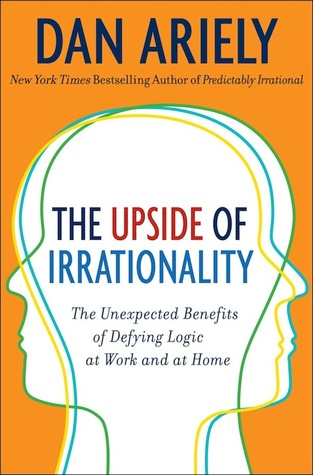 DAN ARIELY
New York Times Bestselling Author of Predictably Irrational
THE UPSIDE OF
IRRATIONALITY
The Unexpected Benefits
of Defying Logic
at Work and at Home